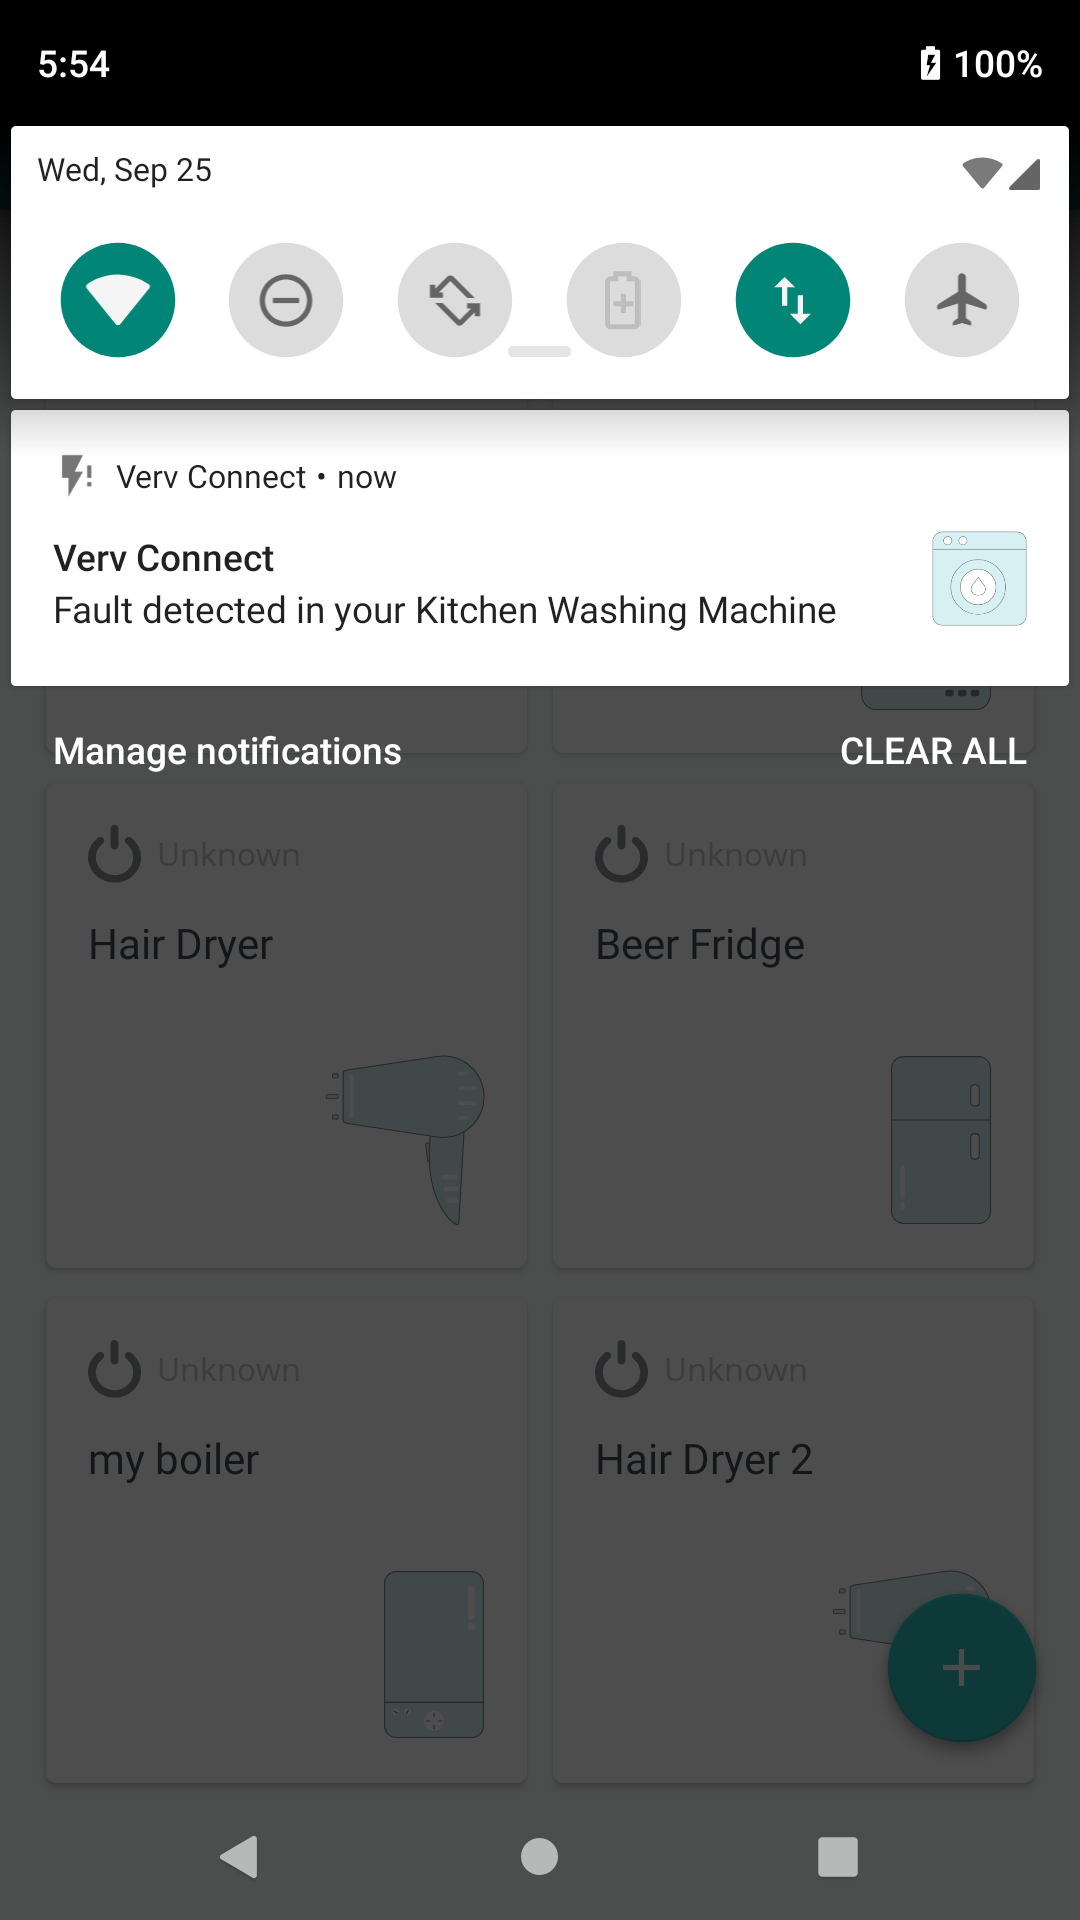 5:54
100%
Wed, Sep 25
Verv Connect • now
Verv Connect
Fault detected in your Kitchen Washing Machine
Manage notifications
CLEAR ALL
Unknown
Unknown
Hair Dryer
Beer Fridge
Unknown
Unknown
my boiler
Hair Dryer 2